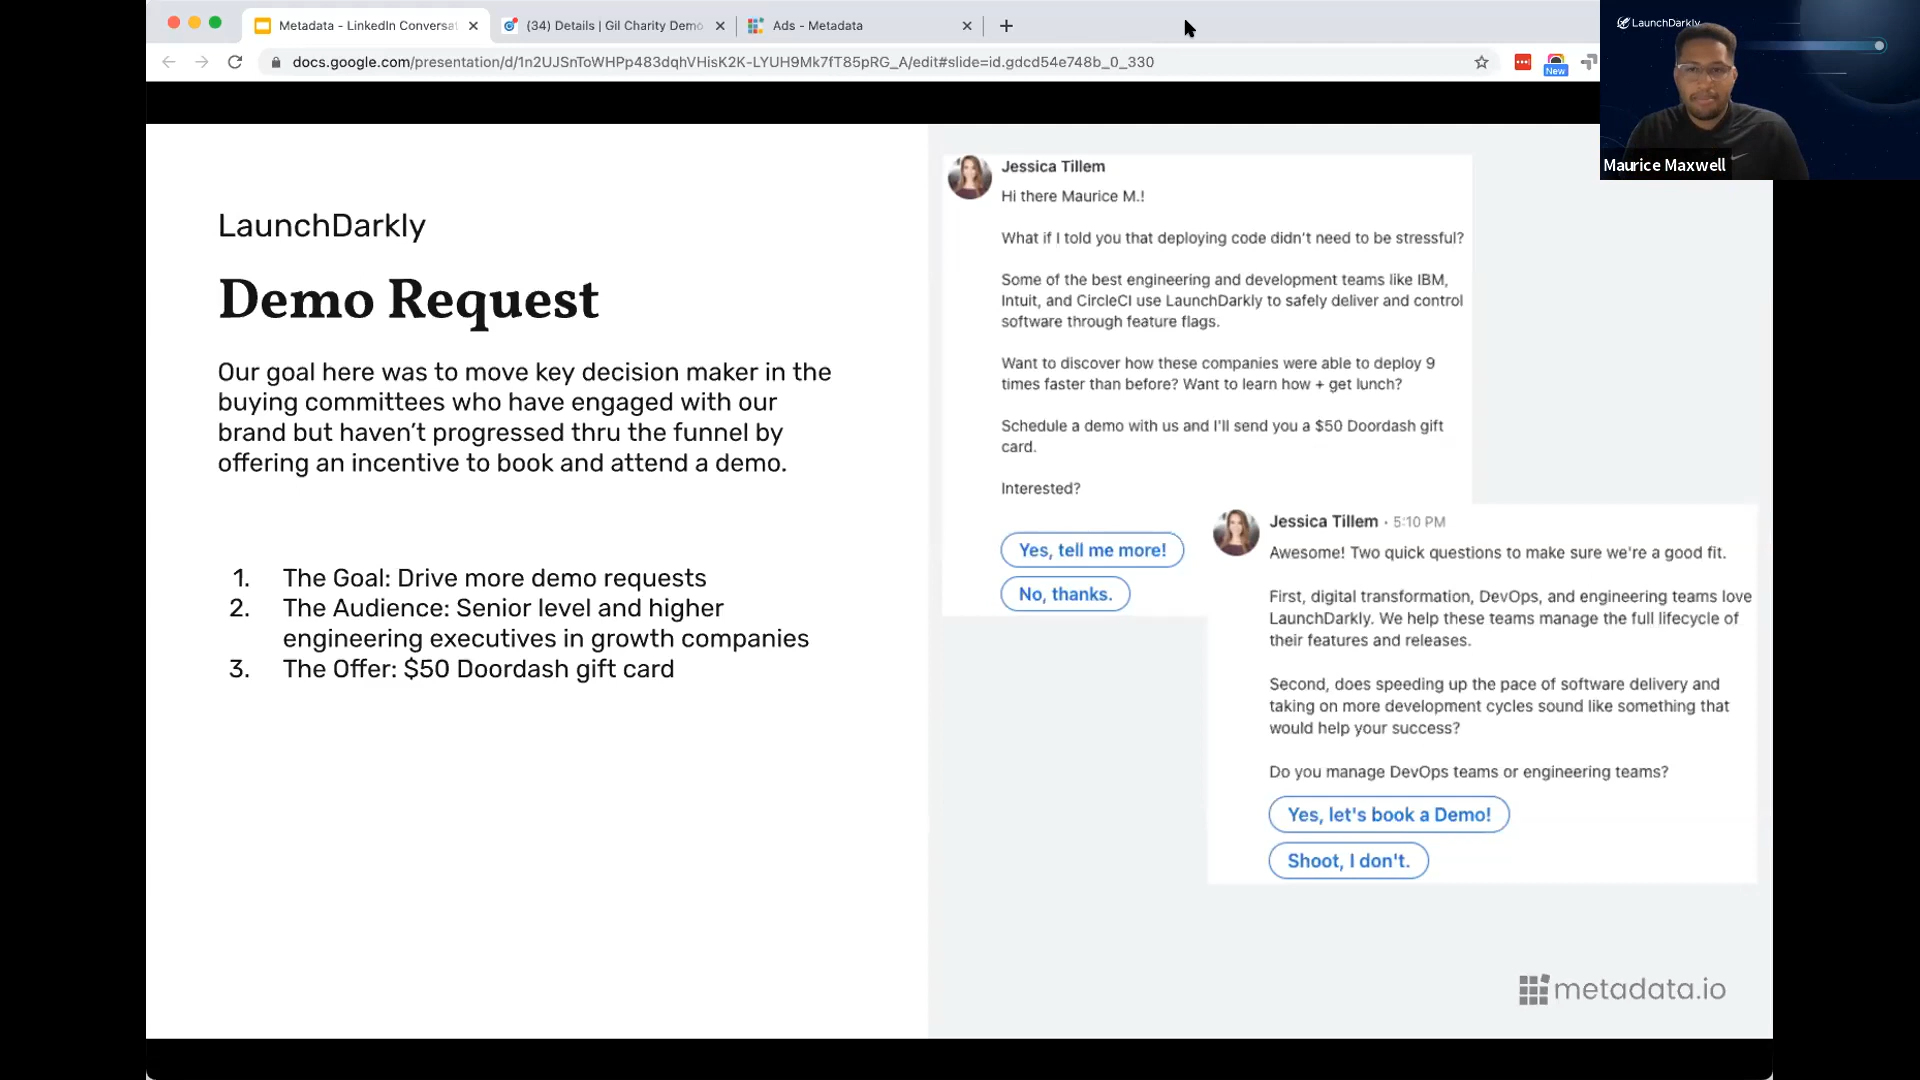 Metadata - LinkedIn Conversat
(34) Details | Gil Charity Demo
Ads - Metadata
docs.google.com/presentation/d/1n2UJSnToWHPp483dqhVHisK2K-LYUH9Mk7fT85pRG_A/edit#slide=id.gdcd54e748b_0_330
New
LaunchDarkly
Maurice Maxwell
LaunchDarkly
Demo Request
Our goal here was to move key decision maker in the
buying committees who have engaged with our
brand but haven't progressed thru the funnel by
offering an incentive to book and attend a demo.
1. The Goal: Drive more demo requests
2. The Audience: Senior level and higher
engineering executives in growth companies
3. The Offer: $50 Doordash gift card
Jessica Tillem
Hi there Maurice M.!
What if I told you that deploying code didn't need to be stressful?
Some of the best engineering and development teams like IBM,
Intuit, and CircleCI use LaunchDarkly to safely deliver and control
software through feature flags.
Want to discover how these companies were able to deploy 9
times faster than before? Want to learn how + get lunch?
Schedule a demo with us and I'll send you a $50 Doordash gift
card.
Interested?
Yes, tell me more!
No, thanks.
Jessica Tillem • 5:10 PM
Awesome! Two quick questions to make sure we're a good fit.
First, digital transformation, DevOps, and engineering teams love
LaunchDarkly. We help these teams manage the full lifecycle of
their features and releases.
Second, does speeding up the pace of software delivery and
taking on more development cycles sound like something that
would help your success?
Do you manage DevOps teams or engineering teams?
Yes, let's book a Demo!
Shoot, I don't.
metadata.io